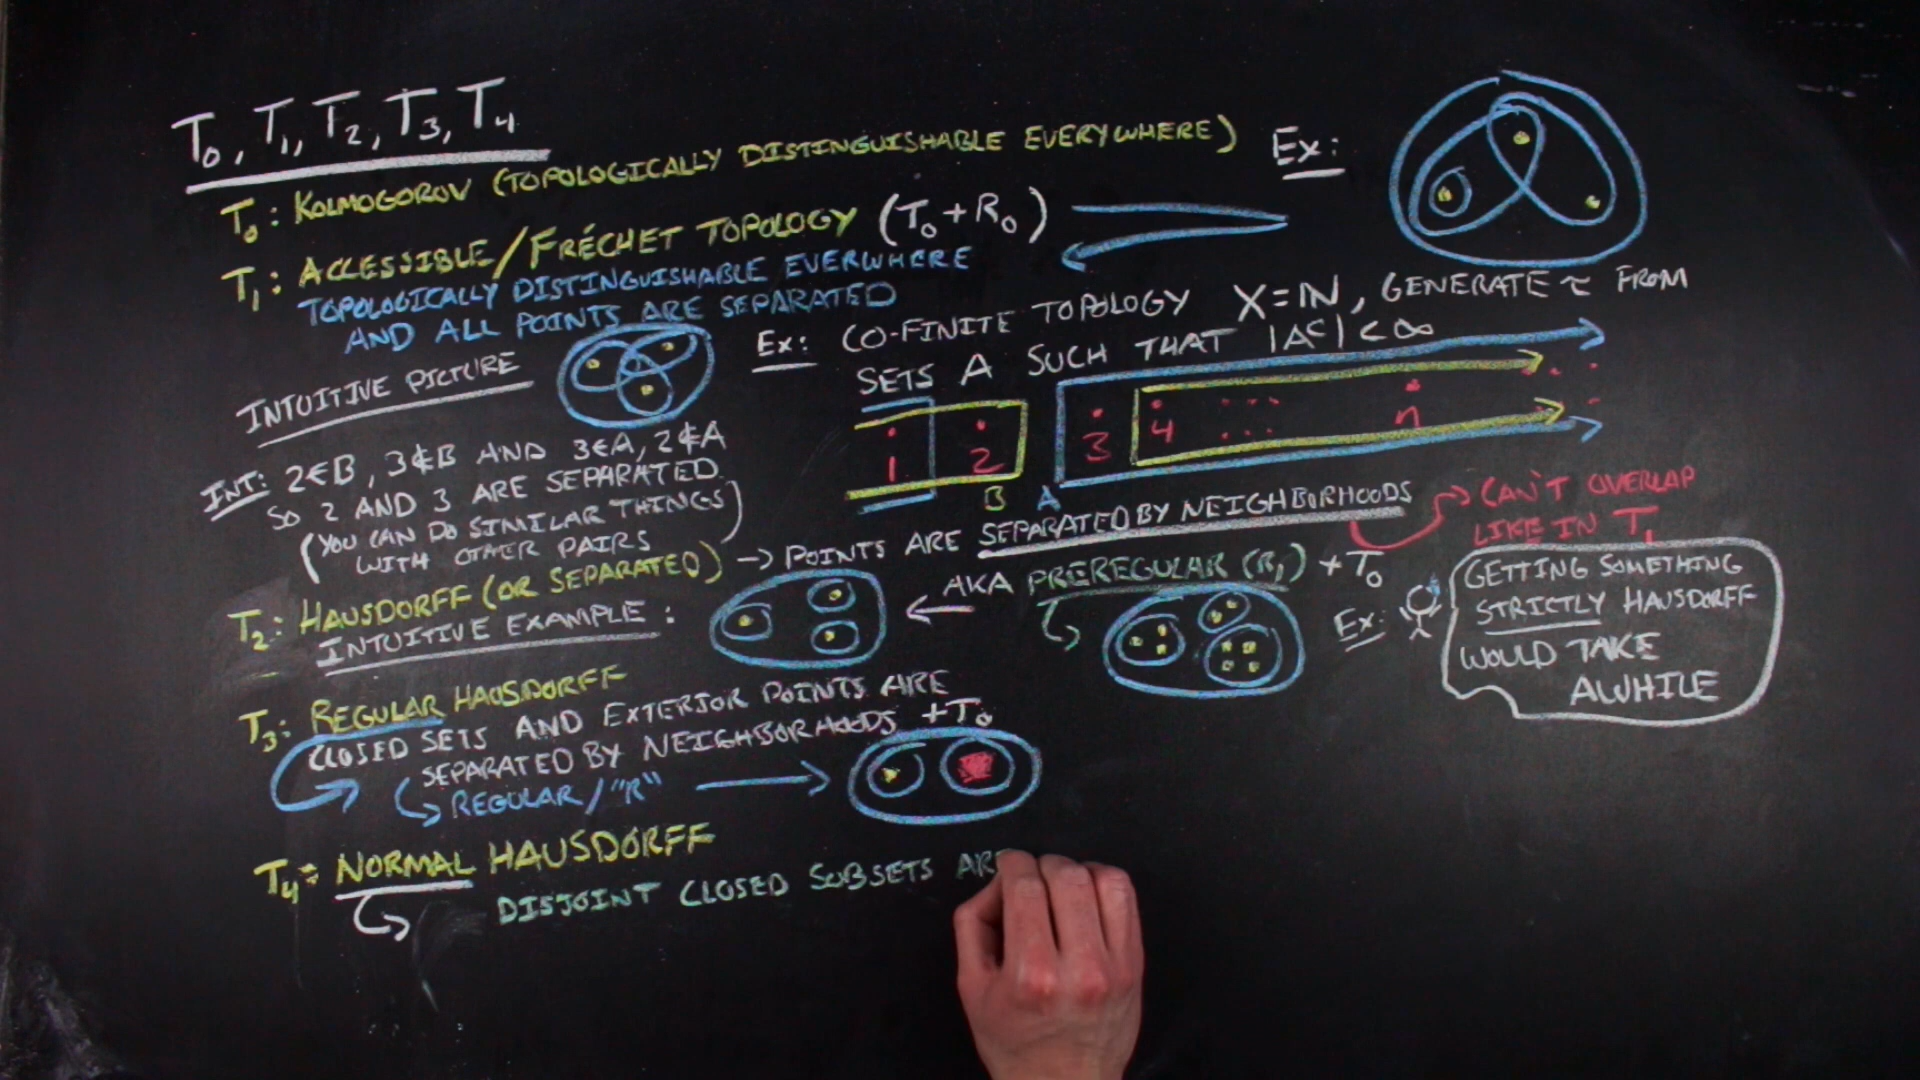 T₀, T₁, T₂, T₃, T₄
T₀: KOLMOGOROV (TOPOLOGICALLY DISTINGUISHABLE EVERYWHERE)
Ex:
T₁: ACCESSIBLE/FRÉCHET TOPOLOGY (T₀+R₀)
TOPOLOGICALLY DISTINGUISHABLE EVERWHERE
AND ALL POINTS ARE SEPARATED
INTUITIVE PICTURE
Ex: CO-FINITE TOPOLOGY X=ℕ, GENERATE τ FROM
SETS A SUCH THAT |Aᶜ| < ∞
1 2 3 4 ... n
B A
INT: 2∈B, 3∉B AND 3∈A, 2∉A
SO 2 AND 3 ARE SEPARATED.
(YOU CAN DO SIMILAR THINGS
WITH OTHER PAIRS)
T₂: HAUSDORFF (OR SEPARATED) → POINTS ARE SEPARATED BY NEIGHBORHOODS
CAN'T OVERLAP
LIKE IN T₁
INTUITIVE EXAMPLE:
AKA PREREGULAR (R₁) + T₀
Ex:
GETTING SOMETHING
STRICTLY HAUSDORFF
WOULD TAKE
AWHILE
T₃: REGULAR HAUSDORFF
CLOSED SETS AND EXTERIOR POINTS ARE
SEPARATED BY NEIGHBORHOODS +T₀
REGULAR/"R"
T₄: NORMAL HAUSDORFF
DISJOINT CLOSED SUBSETS AR